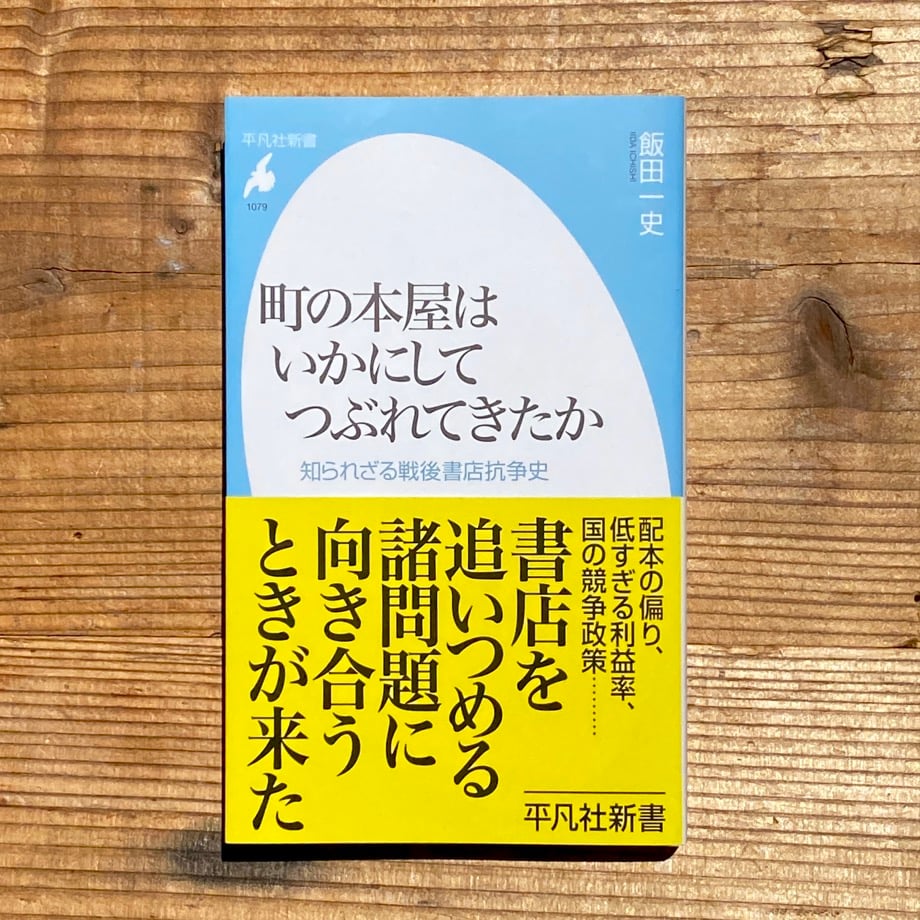 平凡社新書
1079
飯田一史
IIDA ICHISHI
町の本屋は
いかにして
つぶれてきたか
知られざる戦後書店抗争史
配本の偏り、
低すぎる利益率、
国の競争政策…………
書店を
追いつめる
諸問題に
向き合う
ときが来た
平凡社新書